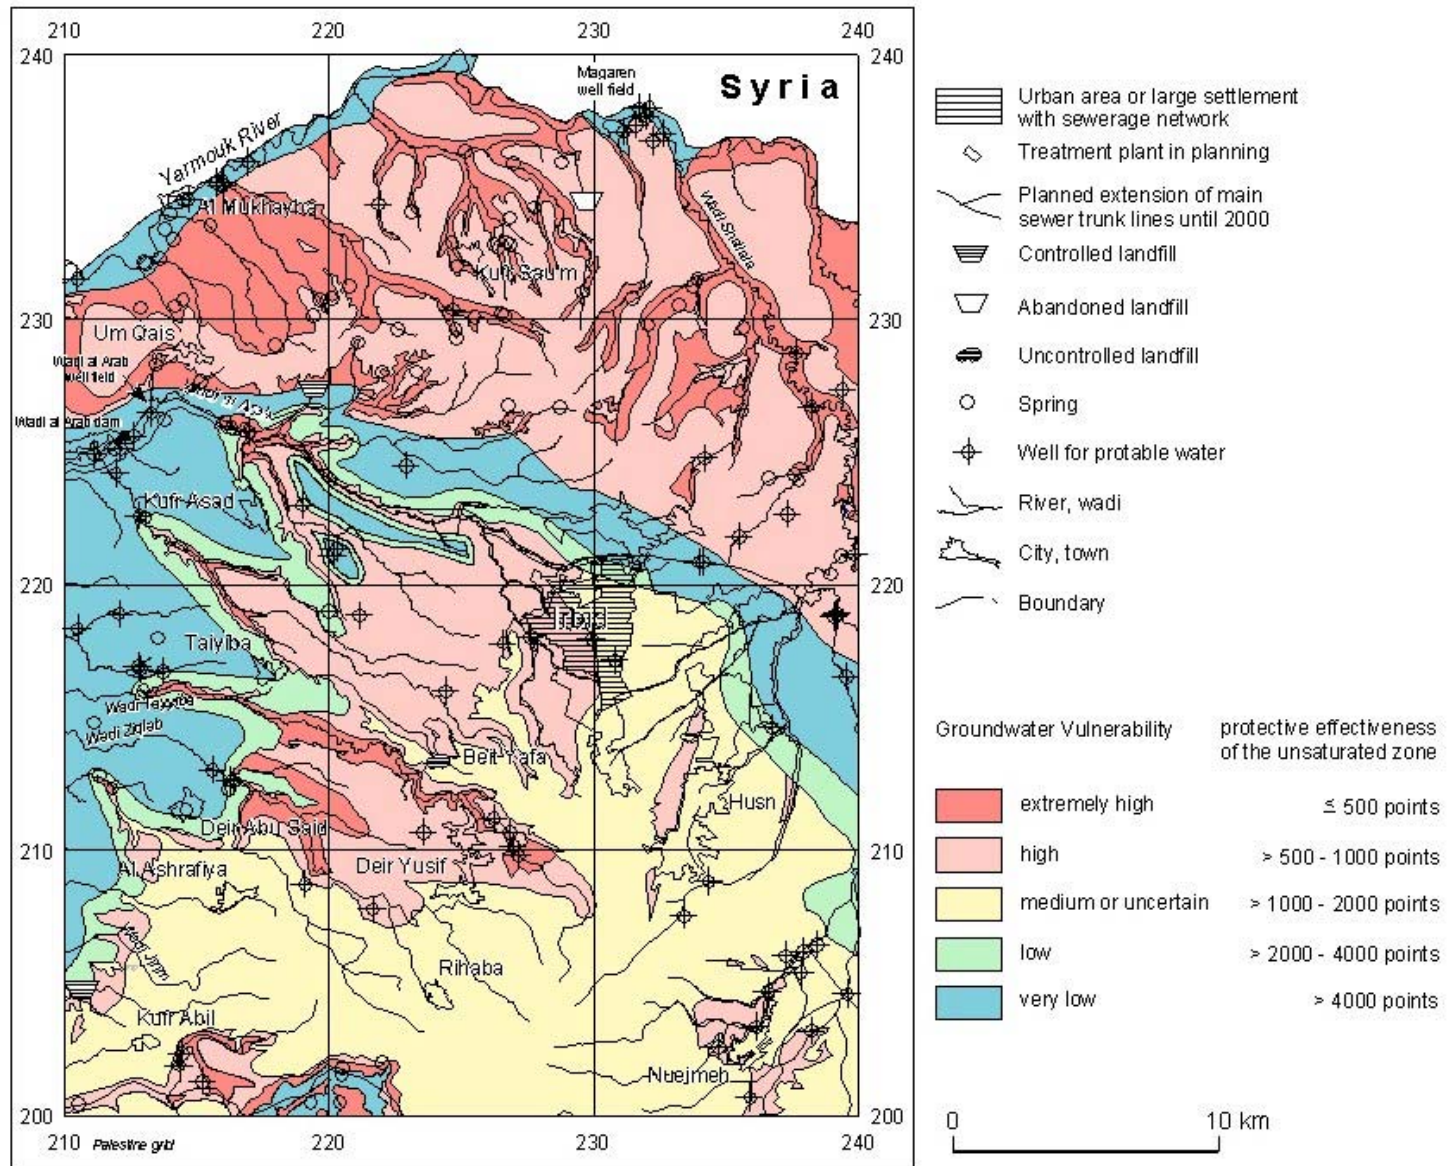 210 220 230 240
240 240
Magaren
well field
Syria
Yarmouk River
Al Mukhayba
Wadi Shallala
Kufr Saum
230 230
Um Qais
Wadi al Arab
well field
Wadi al Arab
Wadi al Arab dam
Kufr Asad
220 220
Irbid
Taiyiba
Wadi Tayyiba
Wadi Ziqlab
Beit Yafa
Husn
Deir Abu Said
210 210
Al Ashrafiya
Deir Yusif
Rihaba
Kufr Abil
Nuejmeh
200 200
210 Palestine grid 220 230 240
Urban area or large settlement
with sewerage network
Treatment plant in planning
Planned extension of main
sewer trunk lines until 2000
Controlled landfill
Abandoned landfill
Uncontrolled landfill
Spring
Well for protable water
River, wadi
City, town
Boundary
Groundwater Vulnerability protective effectiveness
of the unsaturated zone
extremely high ≤ 500 points
high > 500 - 1000 points
medium or uncertain > 1000 - 2000 points
low > 2000 - 4000 points
very low > 4000 points
0 10 km